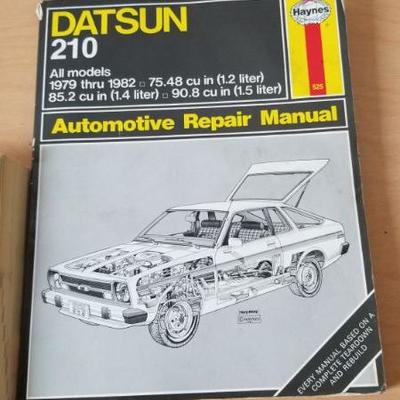 DATSUN
210
Haynes
All models
1979 thru 1982 □ 75.48 cu in (1.2 liter)
85.2 cu in (1.4 liter) □ 90.8 cu in (1.5 liter)
525
Automotive Repair Manual
EVERY MANUAL BASED ON A
COMPLETE TEARDOWN
AND REBUILD